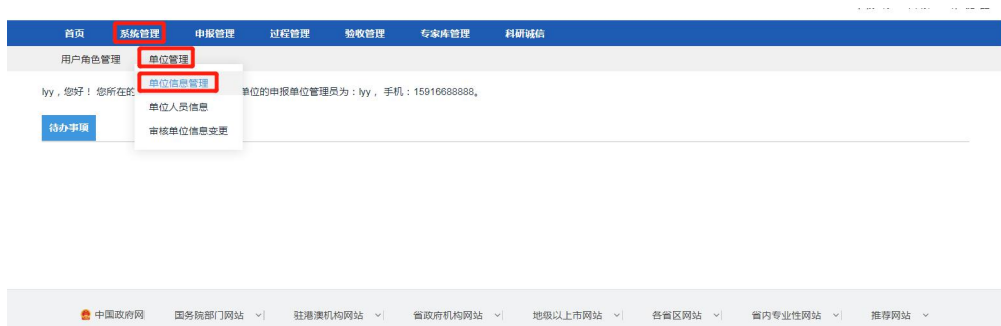 首页 系统管理 申报管理 过程管理 验收管理 专家库管理 科研诚信
用户角色管理 单位管理
单位信息管理
lyy，您好！ 您所在的 单位的申报单位管理员为：lyy， 手机：15916688888。
单位人员信息
待办事项
审核单位信息变更
中国政府网 国务院部门网站 驻港澳机构网站 省政府机构网站 地级以上市网站 各省区网站 省内专业性网站 推荐网站